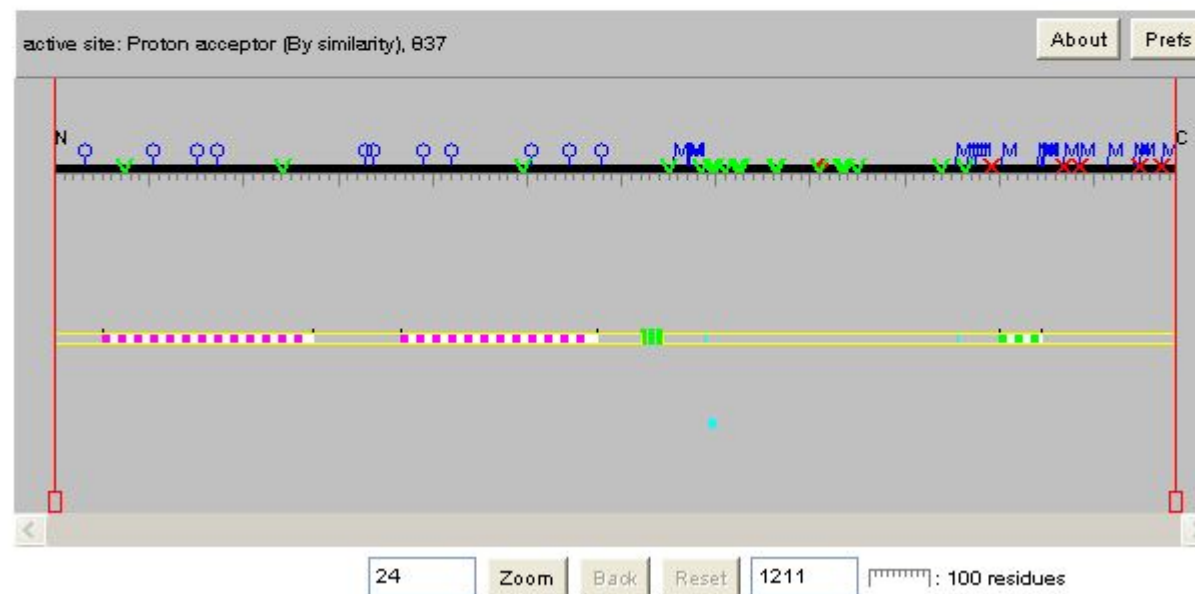 active site: Proton acceptor (By similarity), 837
About
Prefs
N
C
24
Zoom
Back
Reset
1211
: 100 residues